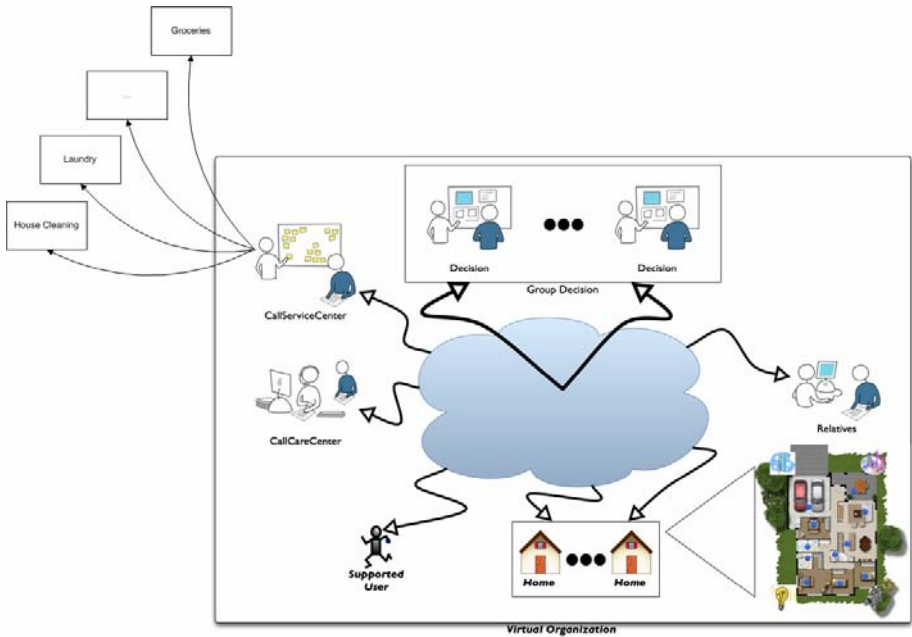 Groceries
...
Laundry
House Cleaning
Decision
Decision
Group Decision
CallServiceCenter
CallCareCenter
Relatives
Supported
User
Home
Home
Virtual Organization